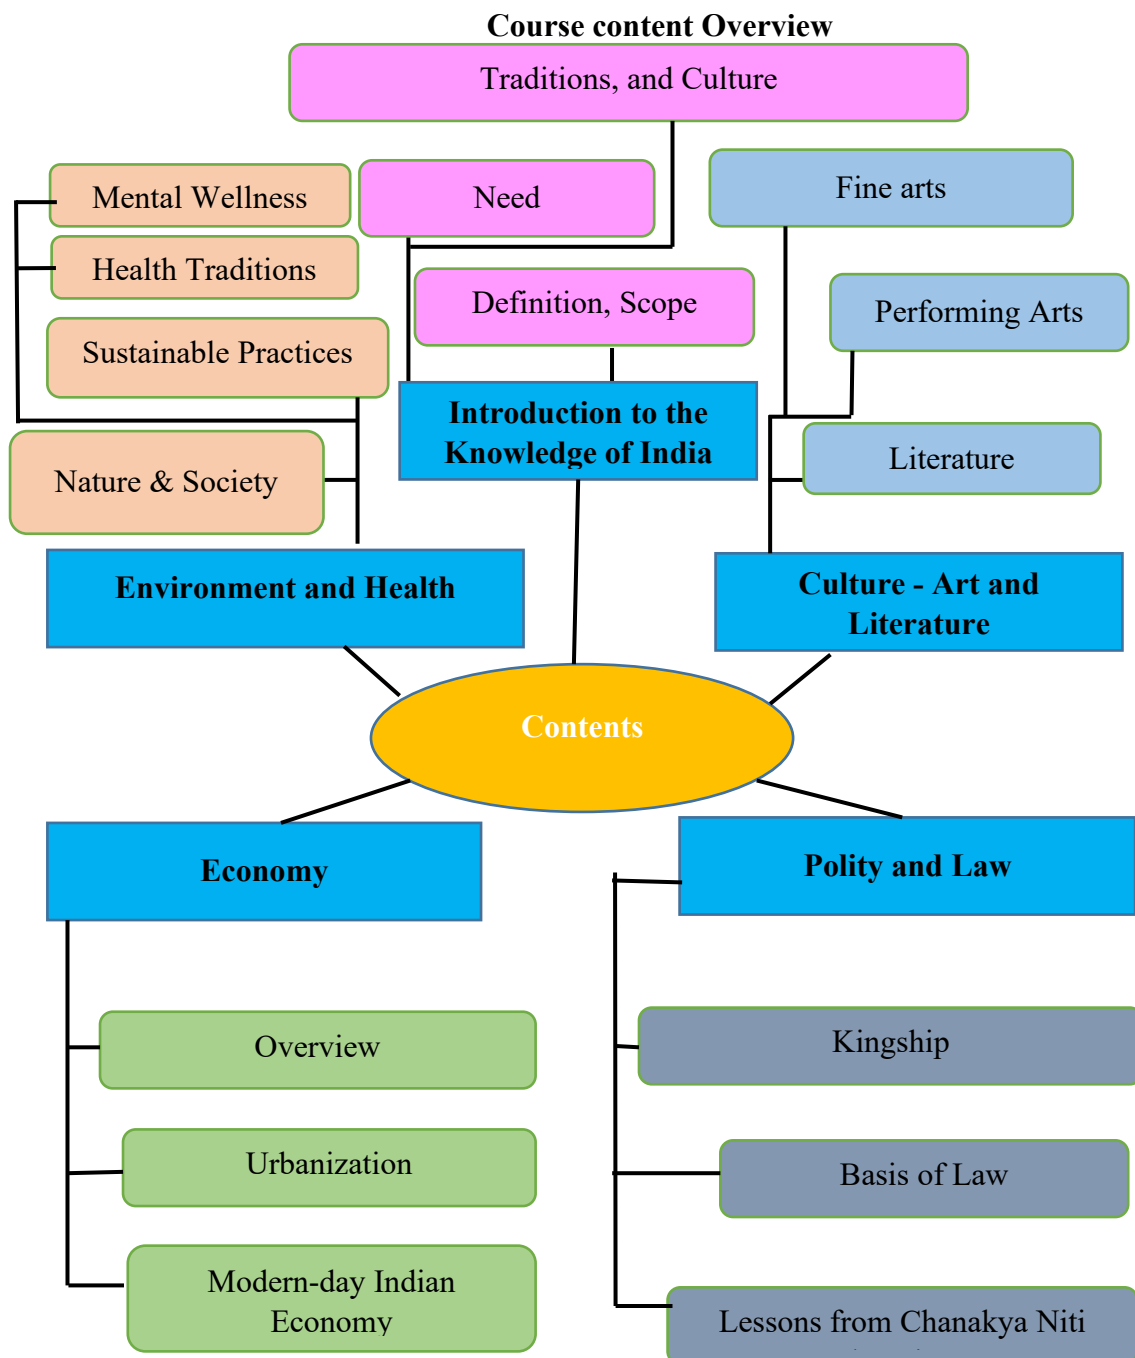 Course content Overview
Traditions, and Culture
Mental Wellness
Need
Fine arts
Health Traditions
Definition, Scope
Performing Arts
Sustainable Practices
Introduction to the
Knowledge of India
Literature
Nature & Society
Environment and Health
Culture - Art and
Literature
Contents
Economy
Polity and Law
Overview
Kingship
Urbanization
Basis of Law
Modern-day Indian
Economy
Lessons from Chanakya Niti